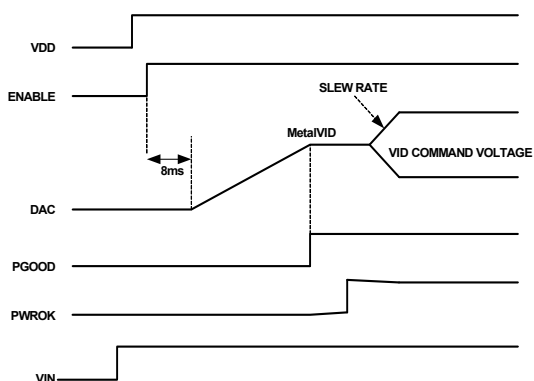 VDD
ENABLE
SLEW RATE
MetalVID
VID COMMAND VOLTAGE
8ms
DAC
PGOOD
PWROK
VIN